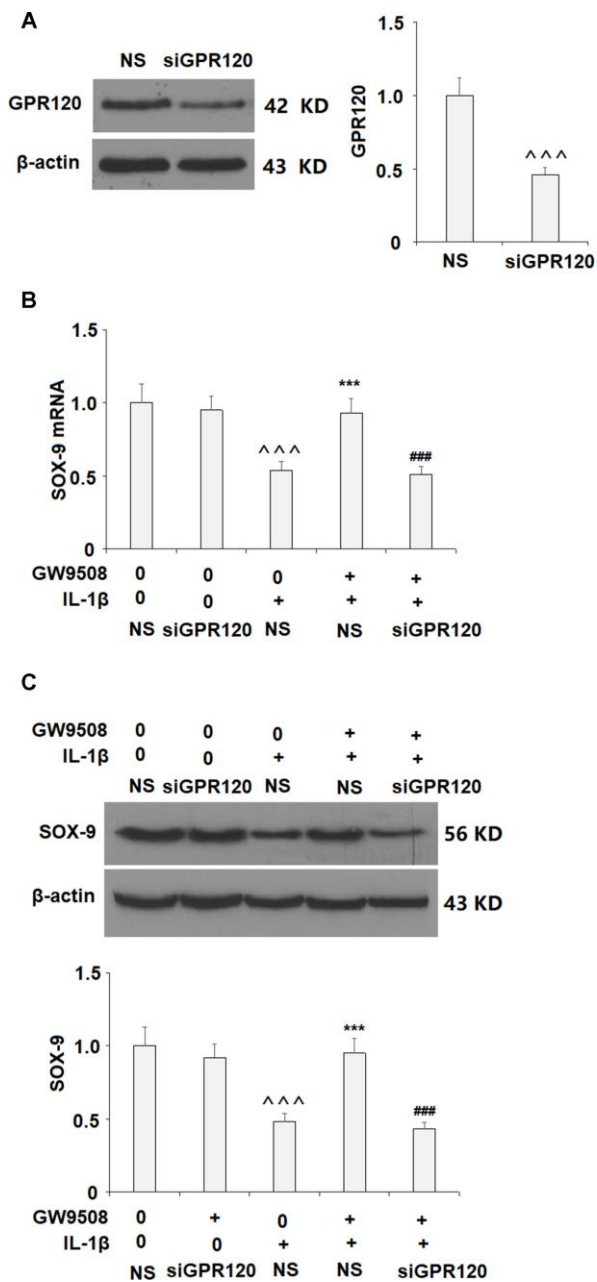 A
NS siGPR120
GPR120 42 KD
β-actin 43 KD
GPR120
1.5
1.0
0.5
0
^^^
NS siGPR120
B
SOX-9 mRNA
1.5
1.0
0.5
0
^^^ *** ###
GW9508 0 0 0 + +
IL-1β 0 0 + + +
NS siGPR120 NS NS siGPR120
C
GW9508 0 0 0 + +
IL-1β 0 0 + + +
NS siGPR120 NS NS siGPR120
SOX-9 56 KD
β-actin 43 KD
SOX-9
1.5
1.0
0.5
0
^^^ *** ###
GW9508 0 + 0 + +
IL-1β 0 0 + + +
NS siGPR120 NS NS siGPR120